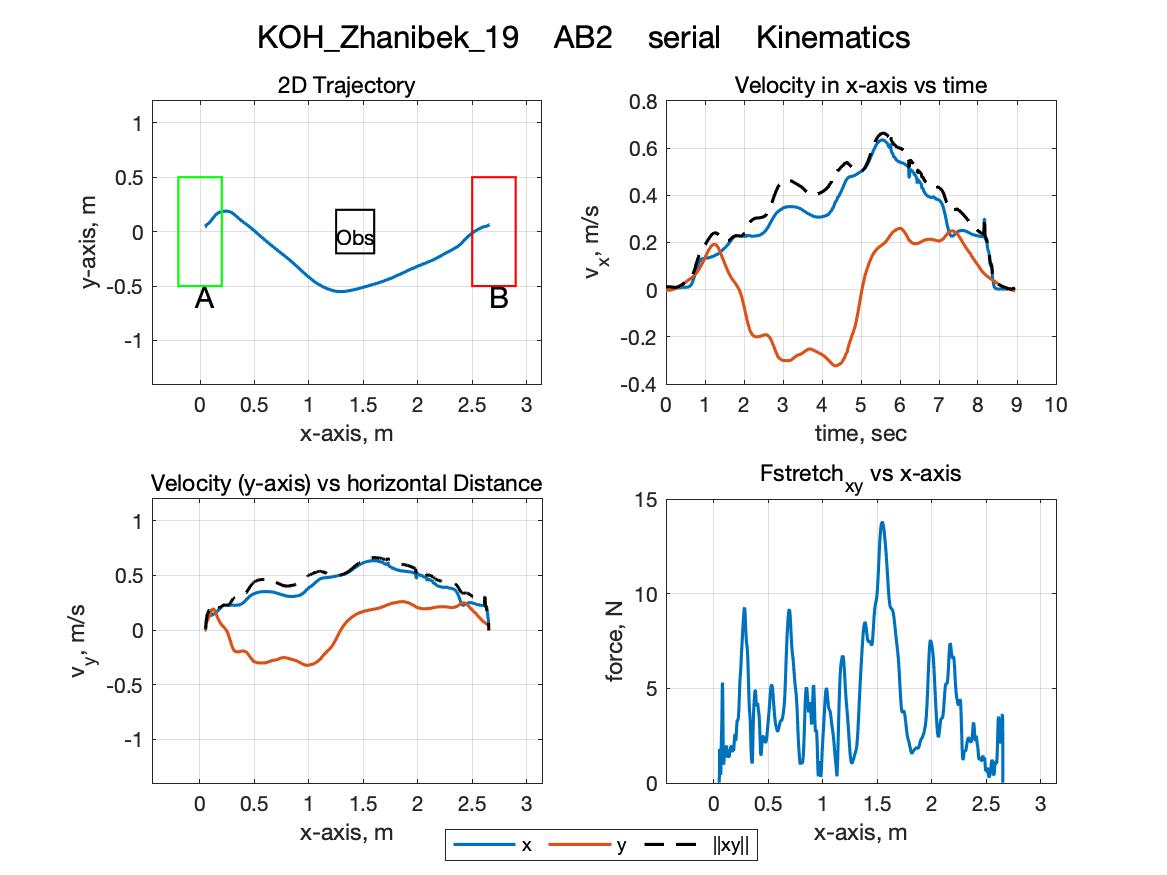 KOH_Zhanibek_19 AB2 serial Kinematics
2D Trajectory
1
0.5
0
-0.5
-1
y-axis, m
Obs
A
B
0 0.5 1 1.5 2 2.5 3
x-axis, m
Velocity in x-axis vs time
0.8
0.6
0.4
0.2
0
-0.2
-0.4
vx, m/s
0 1 2 3 4 5 6 7 8 9 10
time, sec
Velocity (y-axis) vs horizontal Distance
1
0.5
0
-0.5
-1
vy, m/s
0 0.5 1 1.5 2 2.5 3
x-axis, m
Fstretchxy vs x-axis
15
10
5
0
force, N
0 0.5 1 1.5 2 2.5 3
x-axis, m
x y ||xy||